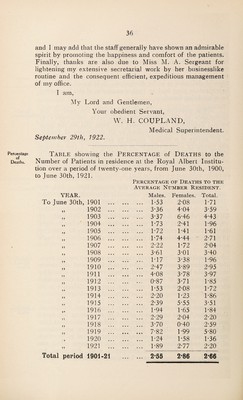 36
and I may add that the staff generally have shown an admirable
spirit by promoting the happiness and comfort of the patients.
Finally, thanks are also due to Miss M. A. Sergeant for
lightening my extensive secretarial work by her businesslike
routine and the consequent efficient, expeditious management
of my office.
I am,
My Lord and Gentlemen,
Your obedient Servant,
W. H. COUPLAND,
Medical Superintendent.
September 29th, 1922.
Percentage of Deaths.
TABLE showing the PERCENTAGE of DEATHS to the
Number of Patients in residence at the Royal Albert Institu-
tion over a period of twenty-one years, from June 30th, 1900,
to June 30th, 1921.
PERCENTAGE OF DEATHS TO THE
AVERAGE NUMBER RESIDENT.
YEAR. Males. Females. Total.
To June 30th, 1901 ... ... ... 1·53 2·08 1·71
„ 1902 ... ... ... 3·36 4·04 3·59
„ 1903 ... ... ... 3·37 6·46 4·43
„ 1904 ... ... ... 1·73 2·41 1·96
„ 1905 ... ... ... 1·72 1·41 1·61
„ 1906 ... ... ... 1·74 4·44 2·71
„ 1907 ... ... ... 2·22 1·72 2·04
„ 1908 ... ... ... 3·61 3·01 3·40
„ 1909 ... ... ... 1·17 3·38 1·96
„ 1910 ... ... ... 2·47 3·89 2·95
„ 1911 ... ... ... 4·08 3·78 3·97
„ 1912 ... ... ... 0·87 3·71 1·85
„ 1913 ... ... ... 1·53 2·08 1·72
„ 1914 ... ... ... 2·20 1·23 1·86
„ 1915 ... ... ... 2·39 5·55 3·51
„ 1916 ... ... ... 1·94 1·65 1·84
„ 1917 ... ... ... 2·29 2·04 2·20
„ 1918 ... ... ... 3·70 0·40 2·59
„ 1919 ... ... ... 7·82 1·99 5·80
„ 1920 ... ... ... 1·24 1·58 1·36
„ 1921 ... ... ... 1·89 2·77 2·20
Total period 1901-21 ... ... 2·55 2·86 2·66